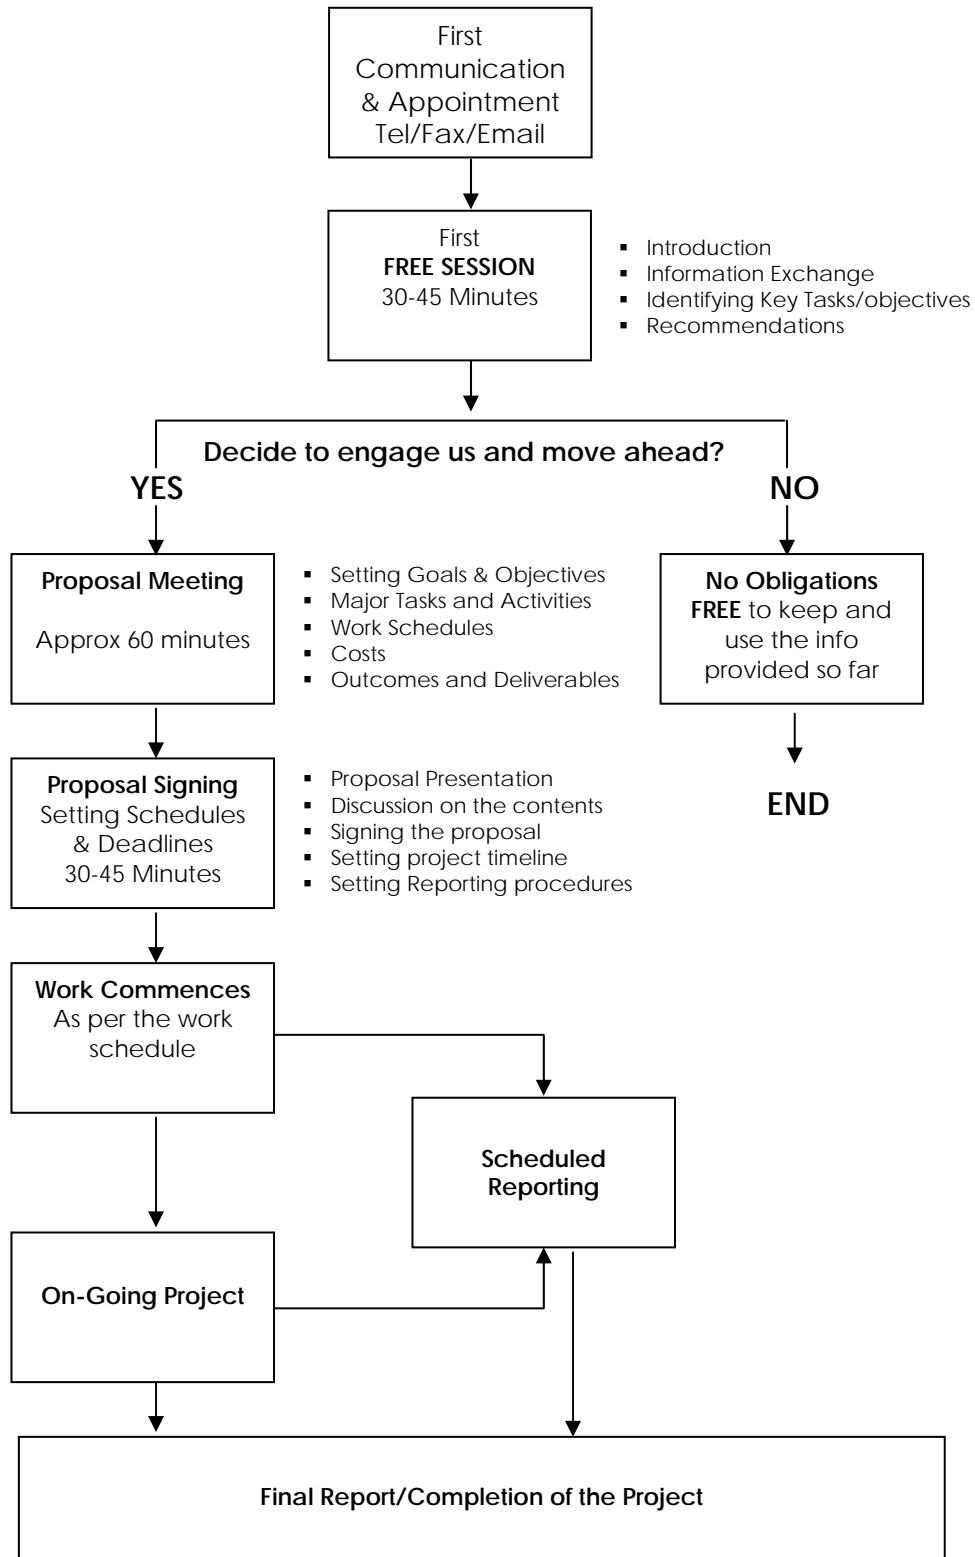 First
Communication
& Appointment
Tel/Fax/Email
First
FREE SESSION
30-45 Minutes
▪ Introduction
▪ Information Exchange
▪ Identifying Key Tasks/objectives
▪ Recommendations
Decide to engage us and move ahead?
YES
NO
Proposal Meeting
Approx 60 minutes
▪ Setting Goals & Objectives
▪ Major Tasks and Activities
▪ Work Schedules
▪ Costs
▪ Outcomes and Deliverables
No Obligations
FREE to keep and
use the info
provided so far
Proposal Signing
Setting Schedules
& Deadlines
30-45 Minutes
▪ Proposal Presentation
▪ Discussion on the contents
▪ Signing the proposal
▪ Setting project timeline
▪ Setting Reporting procedures
END
Work Commences
As per the work
schedule
Scheduled
Reporting
On-Going Project
Final Report/Completion of the Project